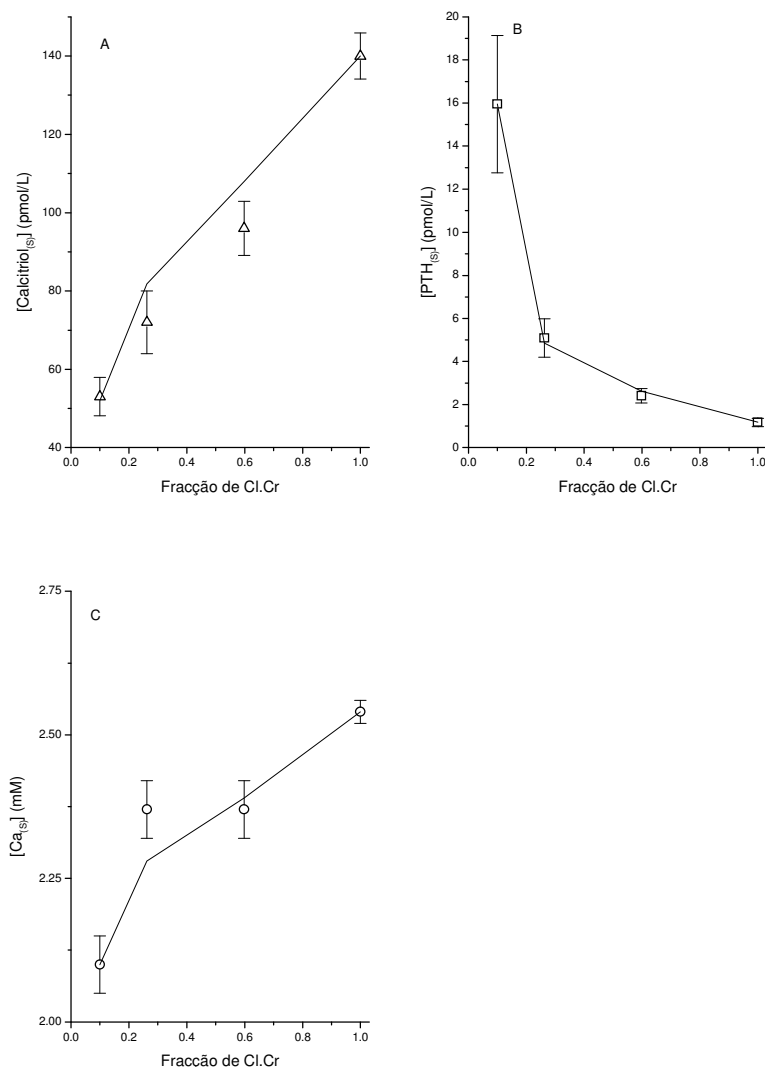 A
[Calcitriol(S)] (pmol/L)
140
120
100
80
60
40
0.0 0.2 0.4 0.6 0.8 1.0
Fracção de Cl.Cr
B
[PTH(S)] (pmol/L)
20
18
16
14
12
10
8
6
4
2
0
0.0 0.2 0.4 0.6 0.8 1.0
Fracção de Cl.Cr
C
[Ca(S)] (mM)
2.75
2.50
2.25
2.00
0.0 0.2 0.4 0.6 0.8 1.0
Fracção de Cl.Cr